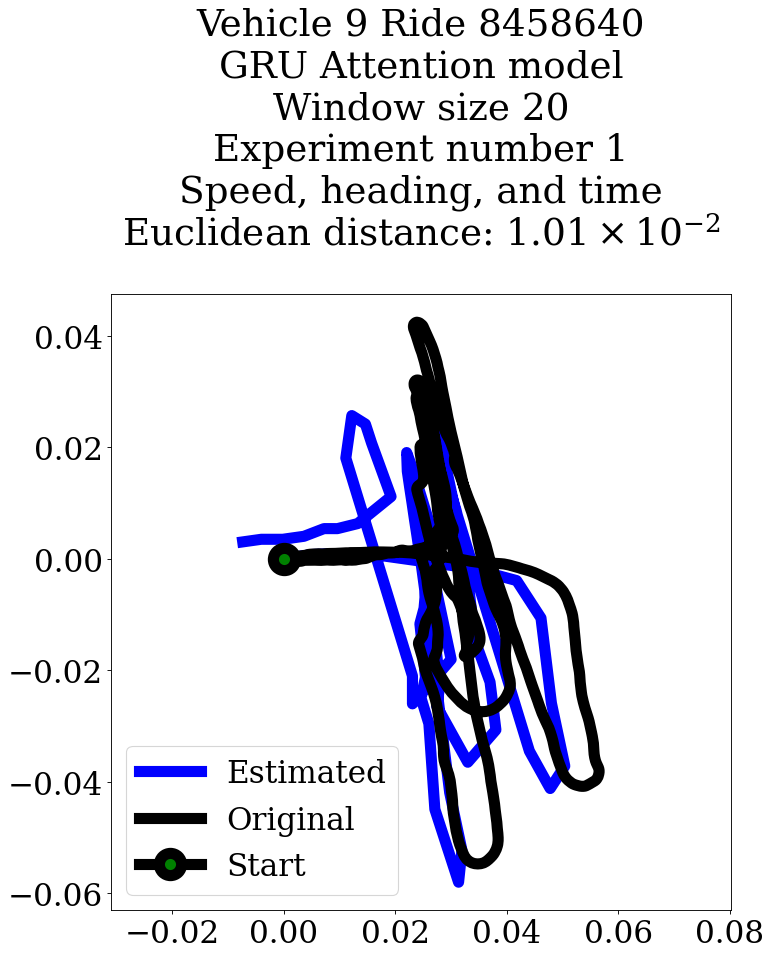 Vehicle 9 Ride 8458640
GRU Attention model
Window size 20
Experiment number 1
Speed, heading, and time
Euclidean distance: 1.01 × 10⁻²
0.04
0.02
0.00
−0.02
−0.04
−0.06
Estimated
Original
Start
−0.02 0.00 0.02 0.04 0.06 0.08